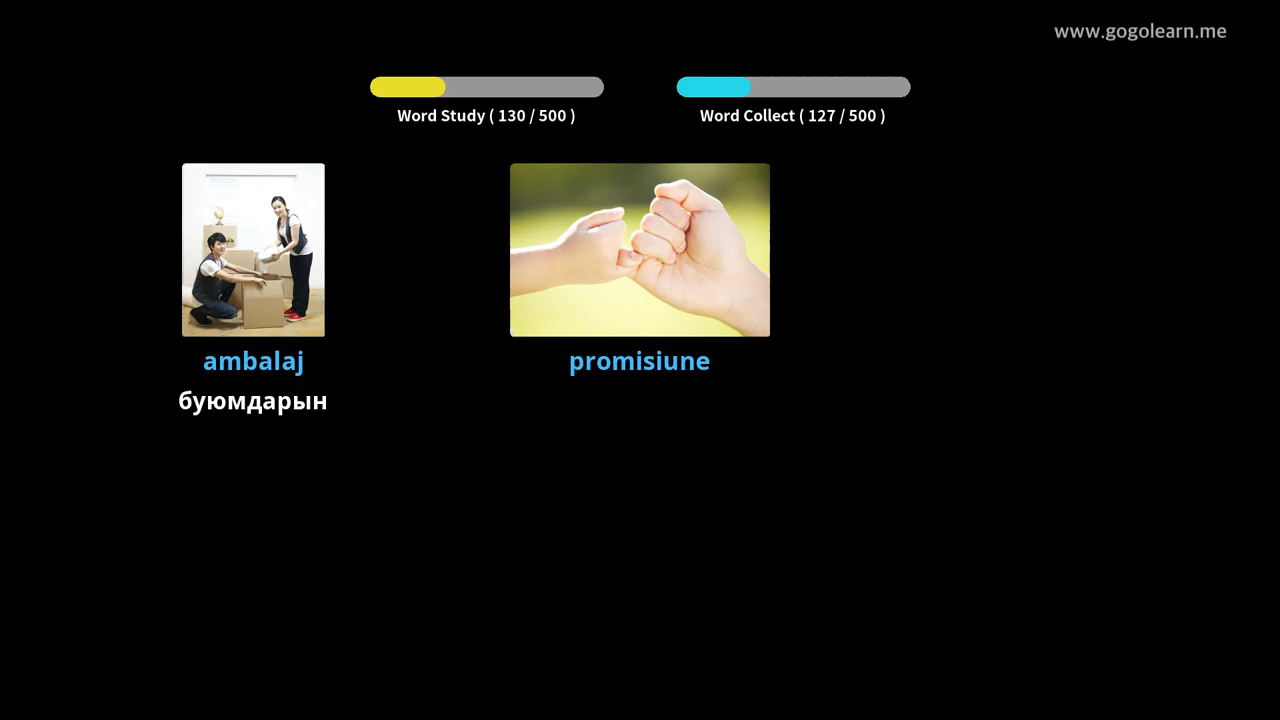 www.gogolearn.me
Word Study ( 130 / 500 )
Word Collect ( 127 / 500 )
ambalaj
буюмдарын
promisiune